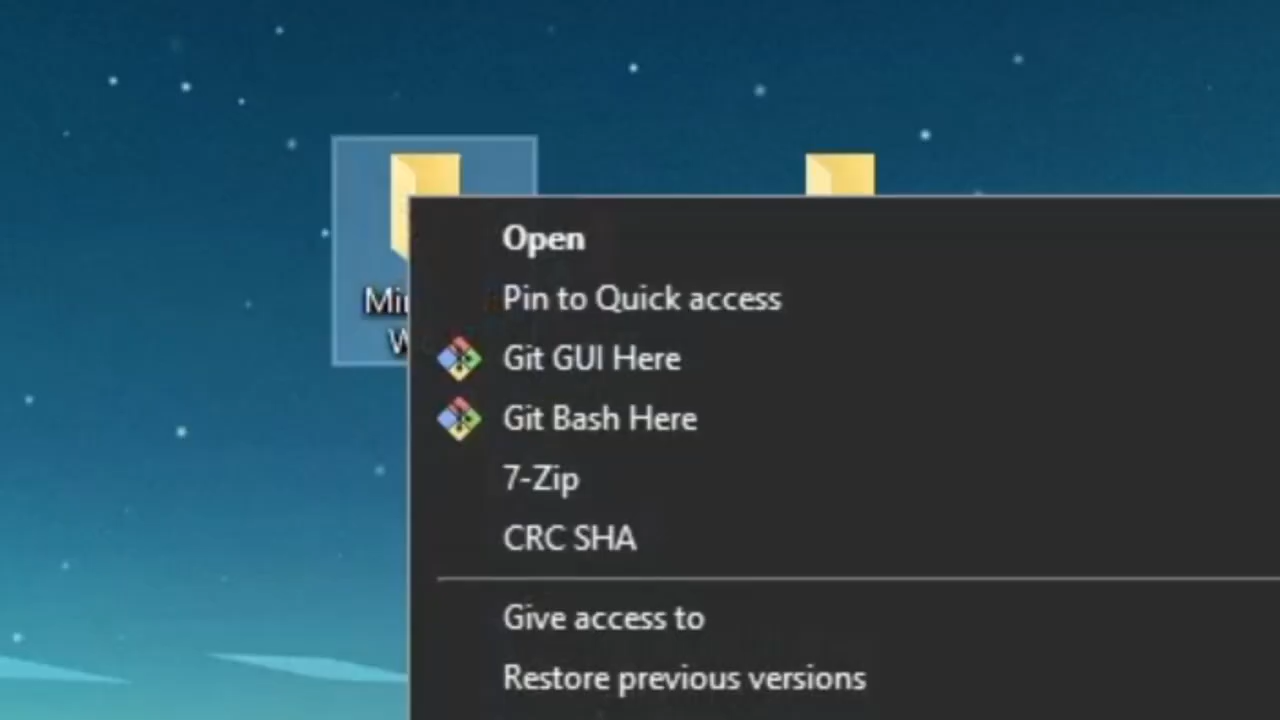 Open
Pin to Quick access
Git GUI Here
Git Bash Here
7-Zip
CRC SHA
Give access to
Restore previous versions